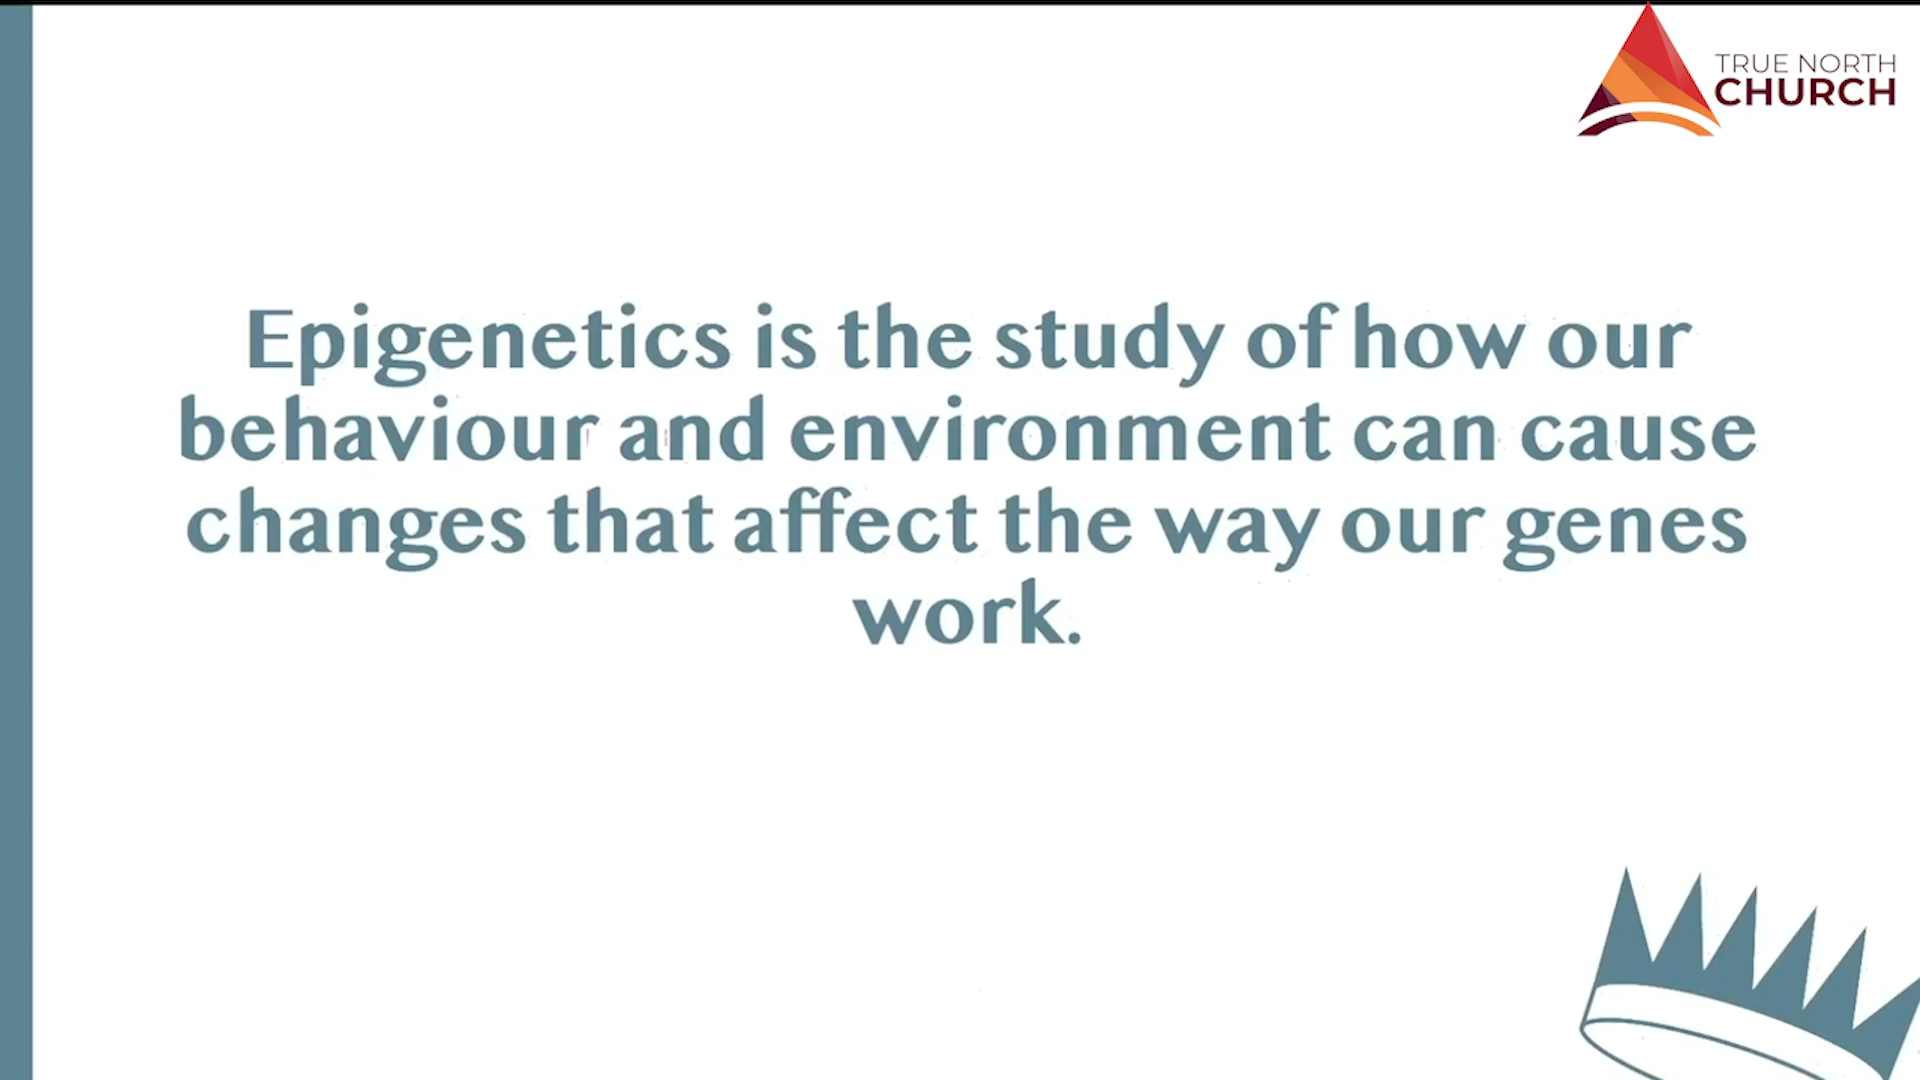 TRUE NORTH
CHURCH
Epigenetics is the study of how our
behaviour and environment can cause
changes that affect the way our genes
work.